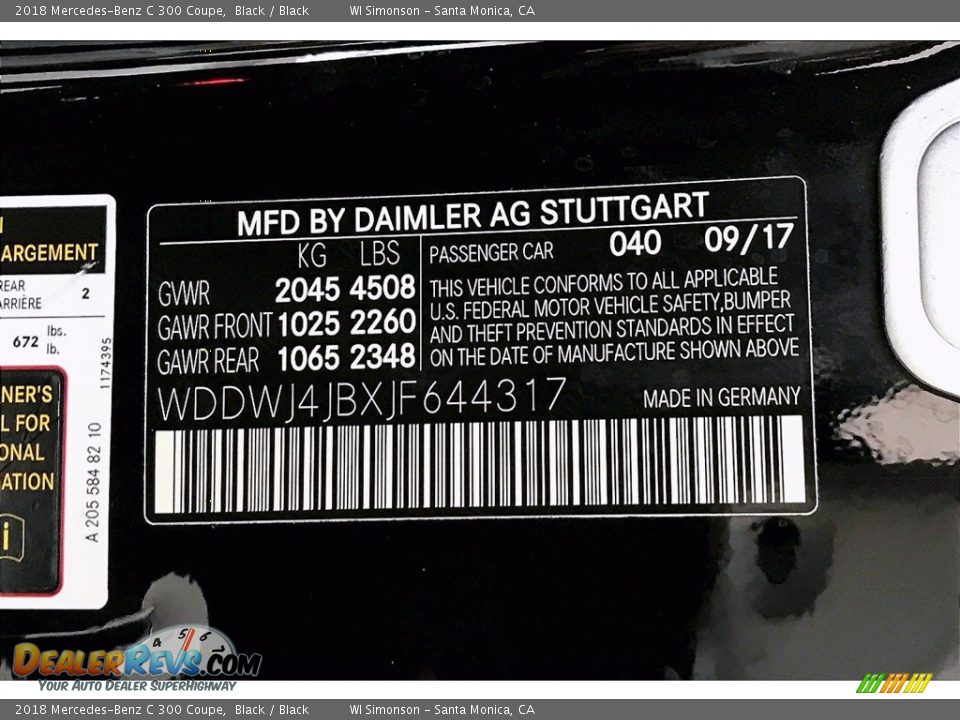 2018 Mercedes-Benz C 300 Coupe, Black / Black WI Simonson - Santa Monica, CA
ARGEMENT
REAR
ARRIÈRE
2
672 lbs.
lb.
NER'S
L FOR
ONAL
ATION
i
1174395
A 205 584 82 10
MFD BY DAIMLER AG STUTTGART
KG LBS
GVWR 2045 4508
GAWR FRONT 1025 2260
GAWR REAR 1065 2348
PASSENGER CAR 040 09/17
THIS VEHICLE CONFORMS TO ALL APPLICABLE
U.S. FEDERAL MOTOR VEHICLE SAFETY,BUMPER
AND THEFT PREVENTION STANDARDS IN EFFECT
ON THE DATE OF MANUFACTURE SHOWN ABOVE
WDDWJ4JBXJF644317 MADE IN GERMANY
4 5 6
DEALERREVS.COM
YOUR AUTO DEALER SUPERHIGHWAY
2018 Mercedes-Benz C 300 Coupe, Black / Black WI Simonson - Santa Monica, CA